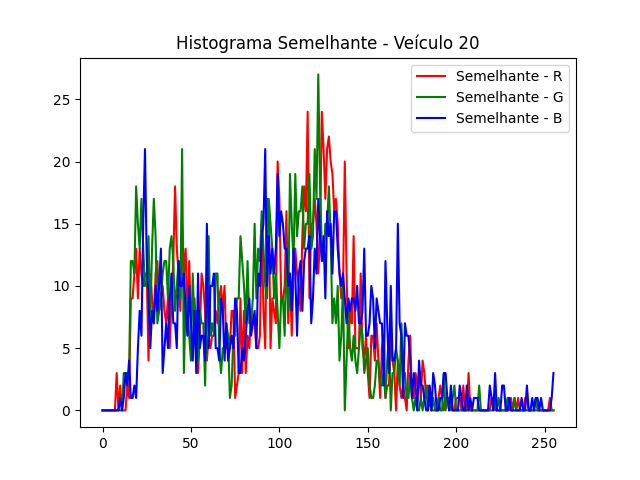 Histograma Semelhante - Veículo 20
Semelhante - R
Semelhante - G
Semelhante - B
25
20
15
10
5
0
0 50 100 150 200 250